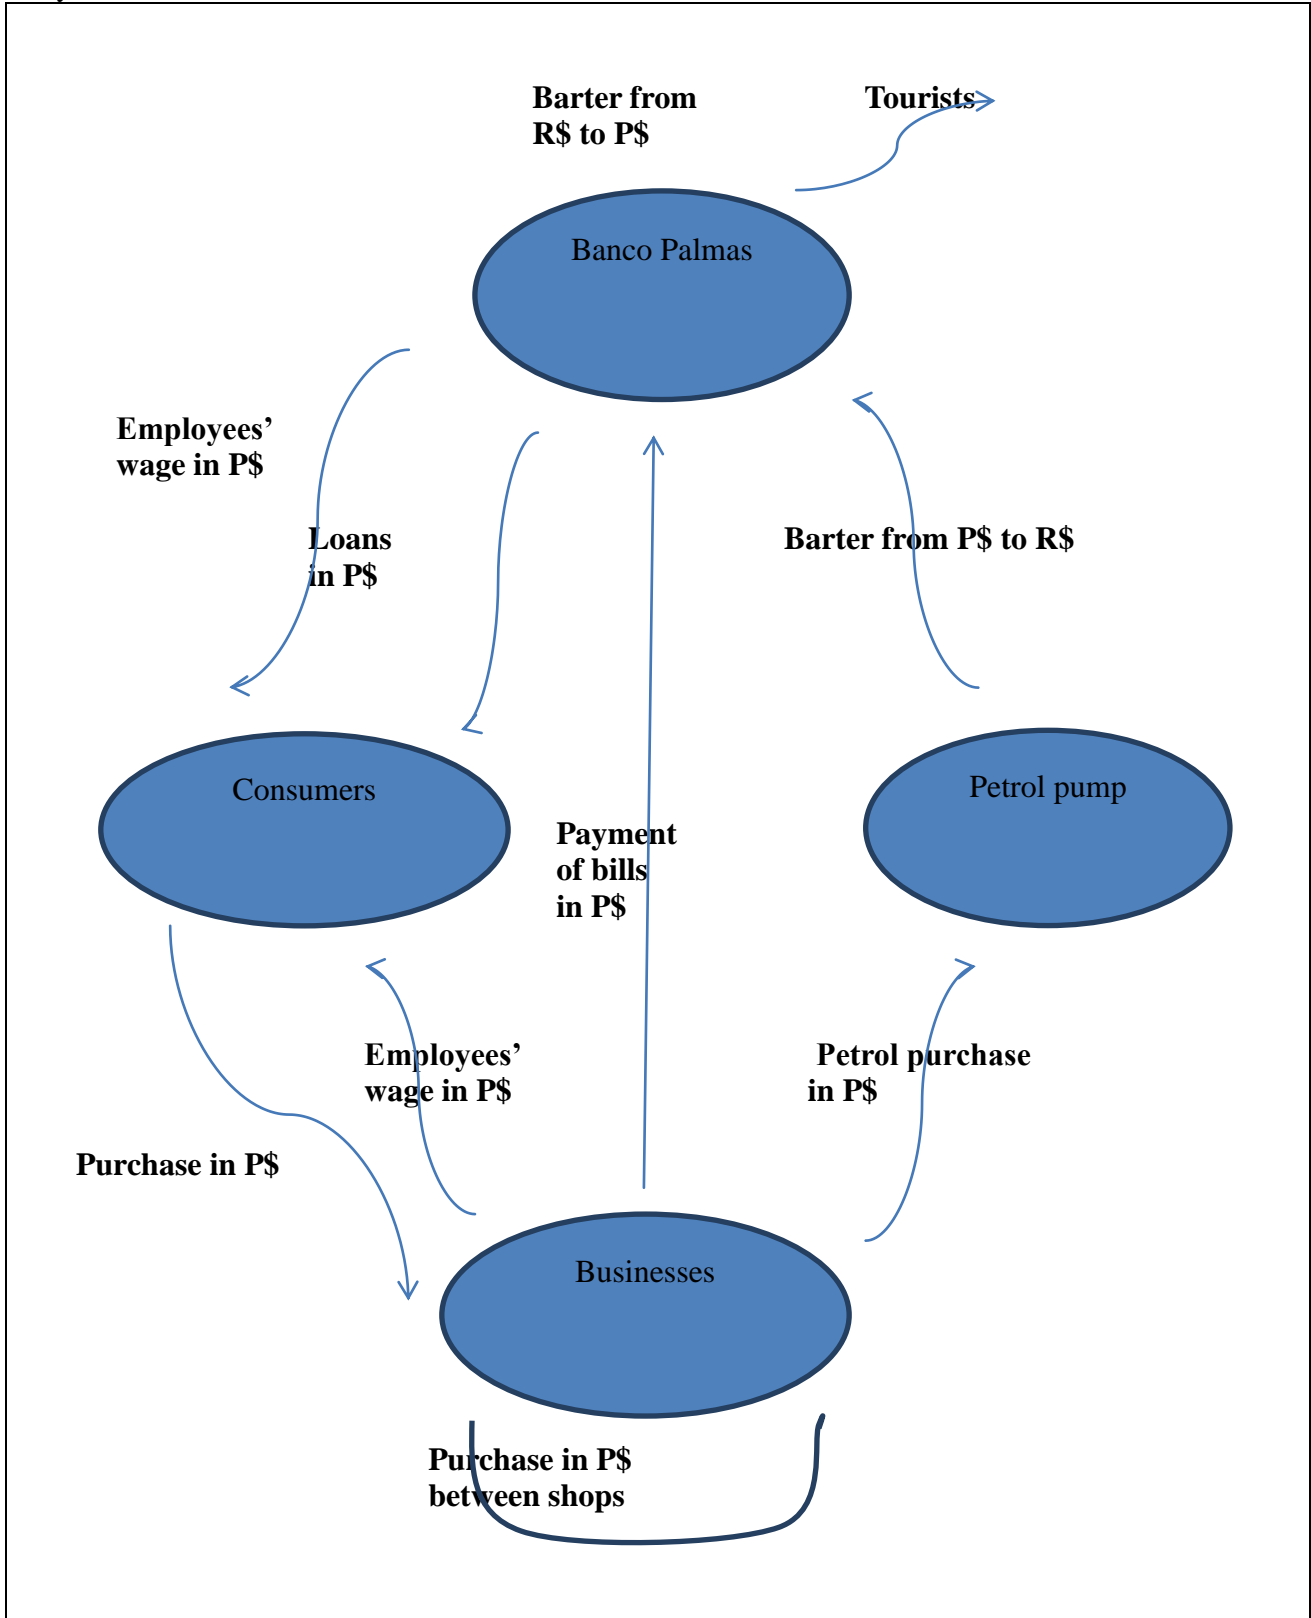 Barter from
R$ to P$
Tourists
Banco Palmas
Employees’
wage in P$
Loans
in P$
Barter from P$ to R$
Consumers
Petrol pump
Payment
of bills
in P$
Employees’
wage in P$
Petrol purchase
in P$
Purchase in P$
Businesses
Purchase in P$
between shops